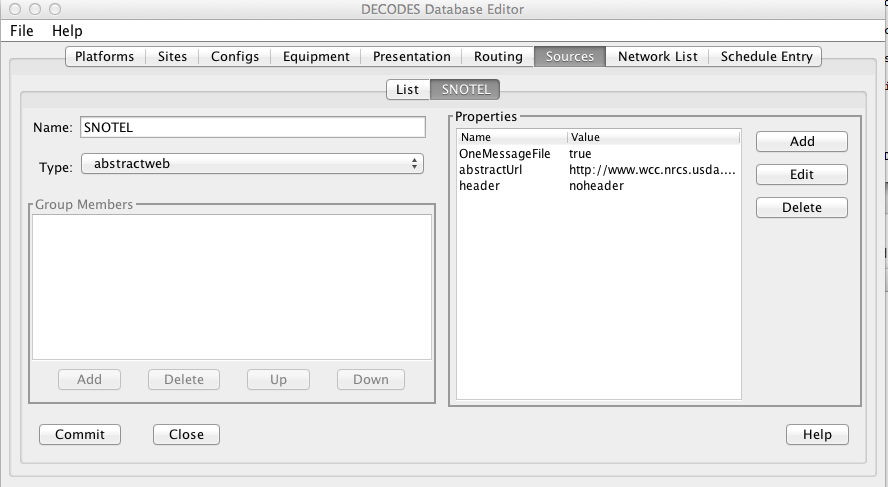 DECODES Database Editor
File Help
Platforms Sites Configs Equipment Presentation Routing Sources Network List Schedule Entry
List SNOTEL
Name: SNOTEL
Type: abstractweb
Group Members
Add Delete Up Down
Properties
Name Value
OneMessageFile true
abstractUrl http://www.wcc.nrcs.usda....
header noheader
Add
Edit
Delete
Commit Close Help